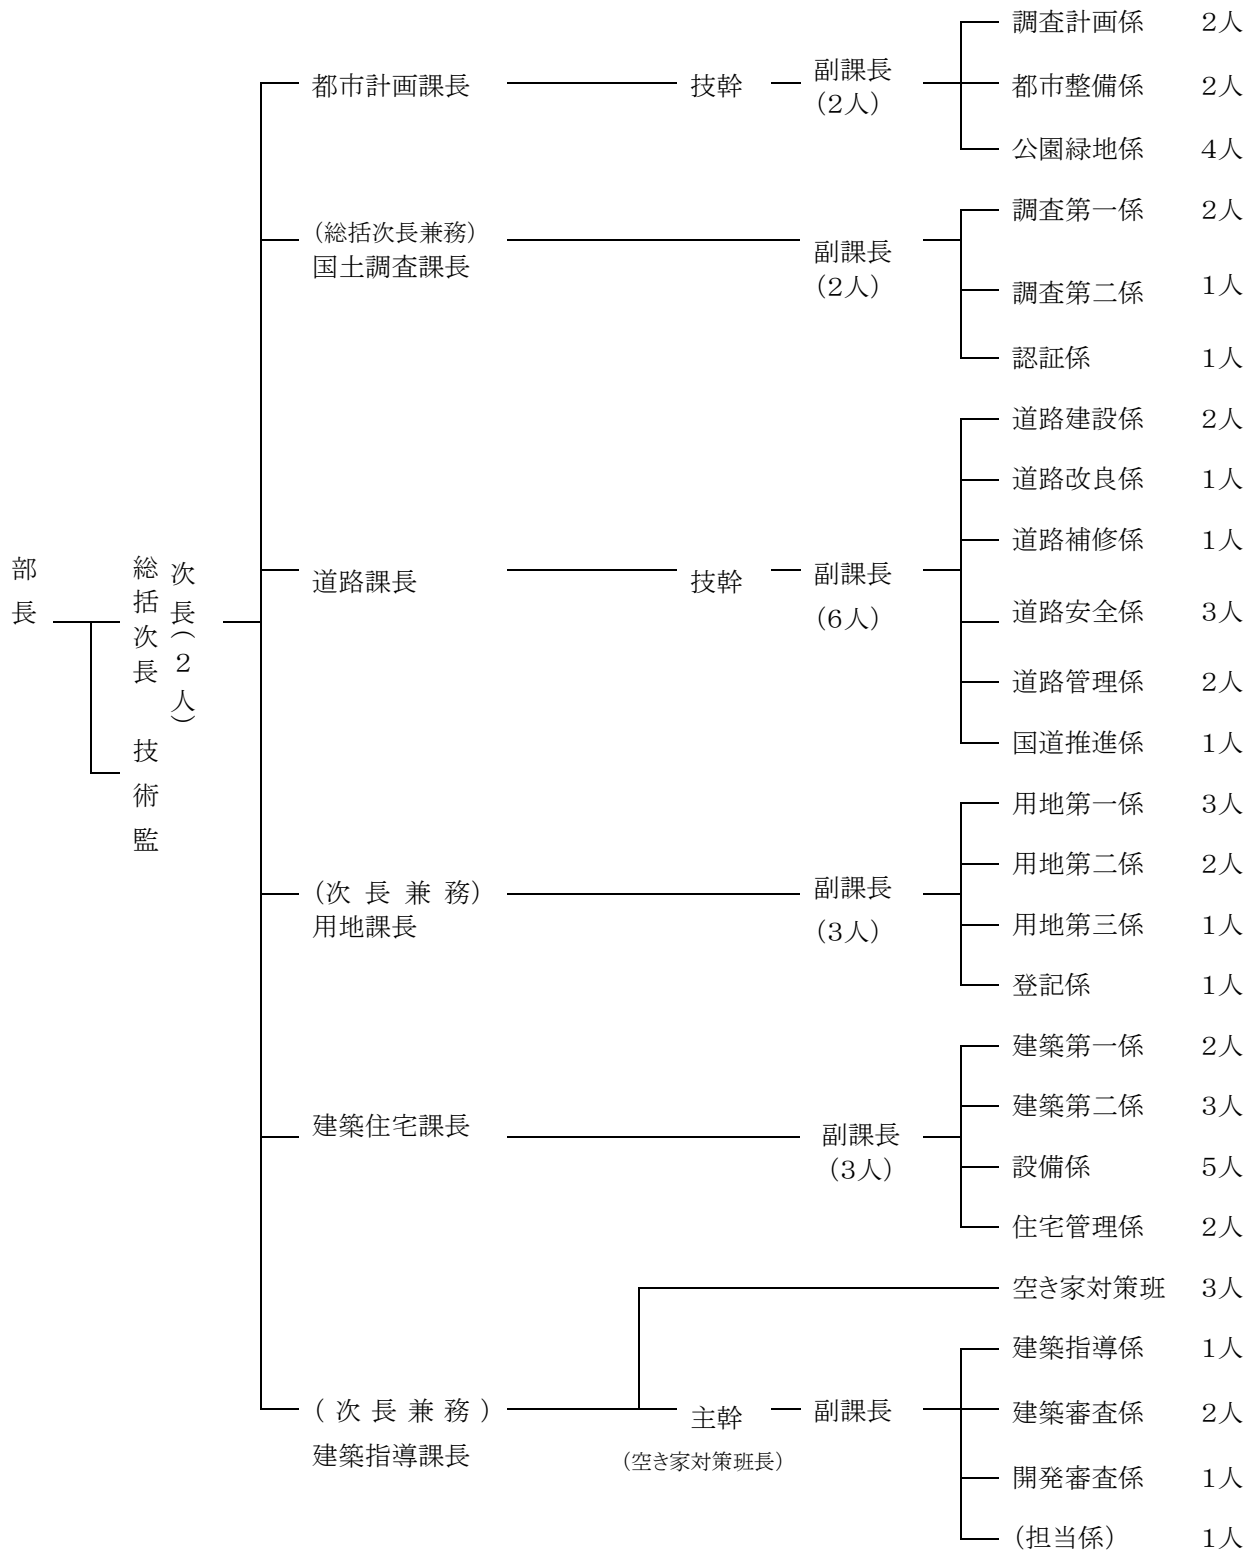 部長
総括次長
次長(2人)
技術監
都市計画課長
技幹
副課長
(2人)
調査計画係 2人
都市整備係 2人
公園緑地係 4人
(総括次長兼務)
国土調査課長
副課長
(2人)
調査第一係 2人
調査第二係 1人
認証係 1人
道路課長
技幹
副課長
(6人)
道路建設係 2人
道路改良係 1人
道路補修係 1人
道路安全係 3人
道路管理係 2人
国道推進係 1人
(次長兼務)
用地課長
副課長
(3人)
用地第一係 3人
用地第二係 2人
用地第三係 1人
登記係 1人
建築住宅課長
副課長
(3人)
建築第一係 2人
建築第二係 3人
設備係 5人
住宅管理係 2人
空き家対策班 3人
(次長兼務)
建築指導課長
主幹
(空き家対策班長)
副課長
建築指導係 1人
建築審査係 2人
開発審査係 1人
(担当係) 1人